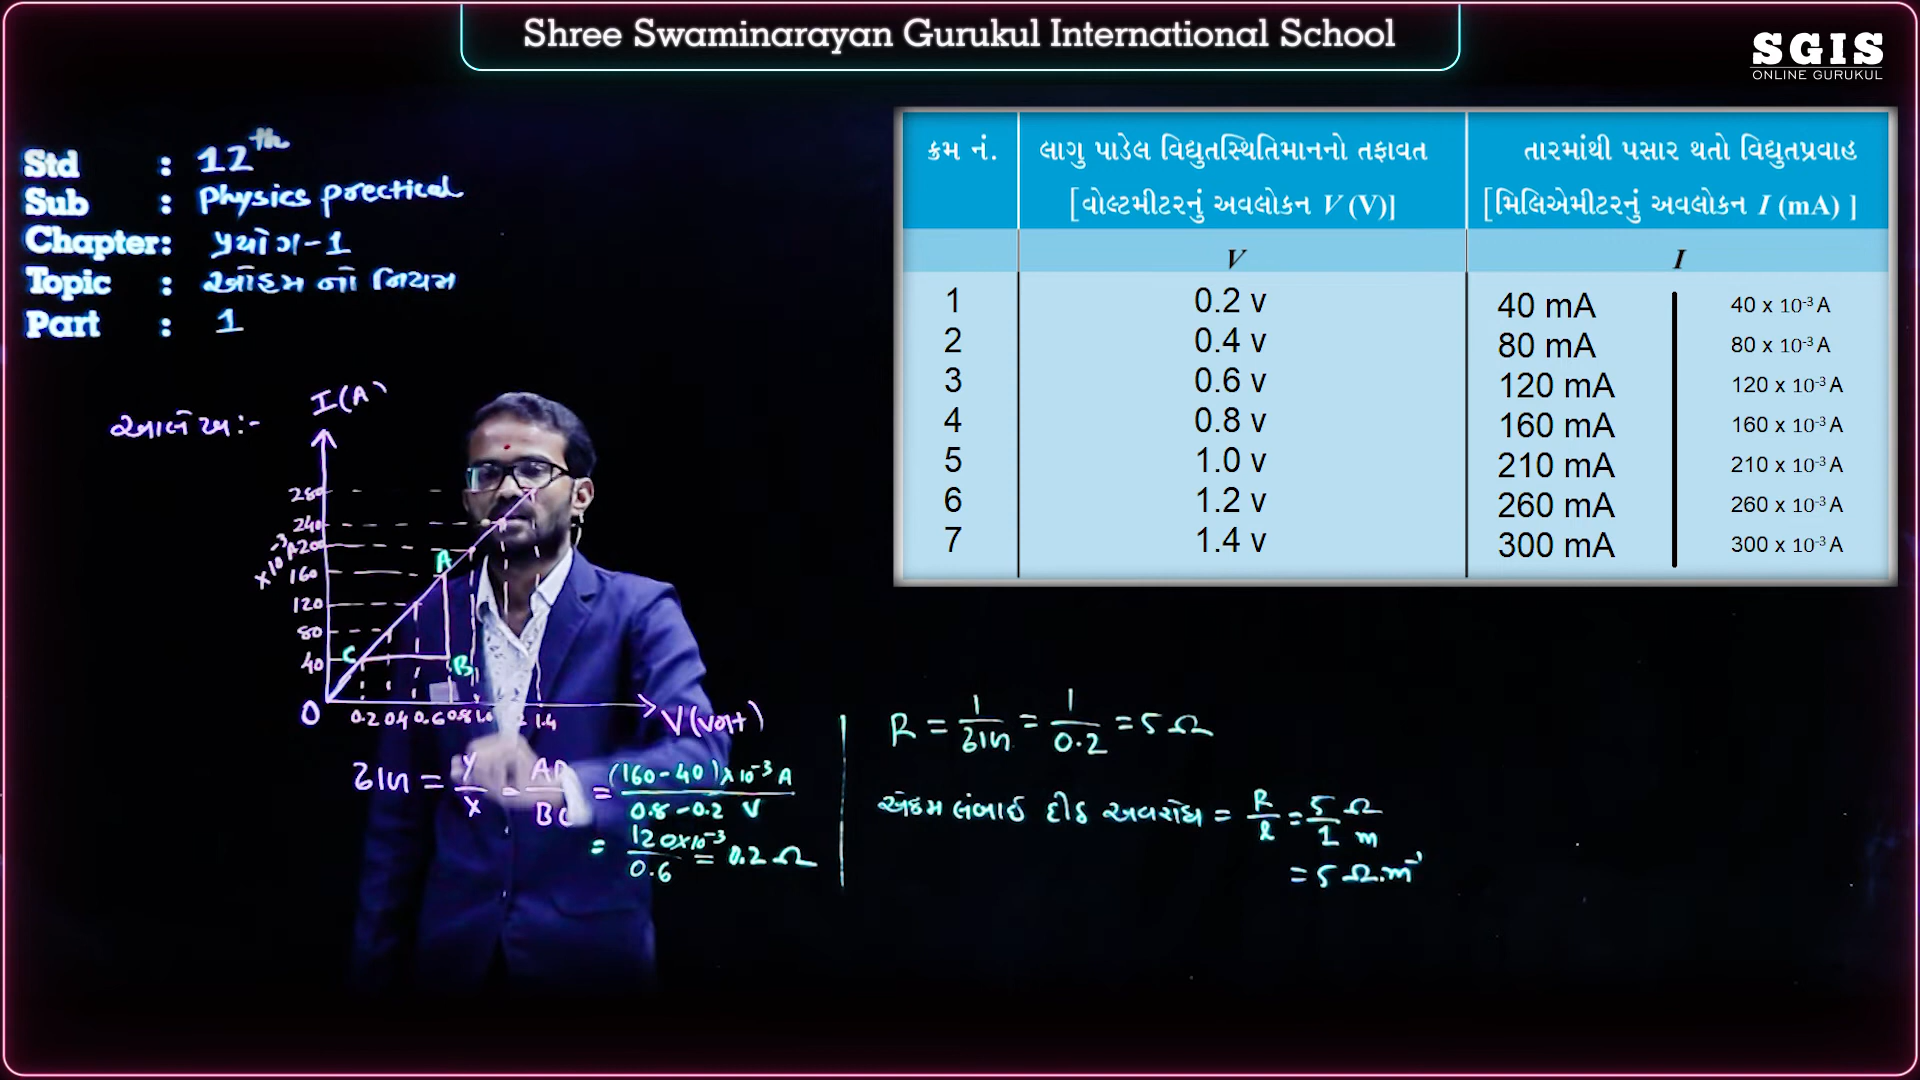 Shree Swaminarayan Gurukul International School
SGIS
ONLINE GURUKUL
Std : 12th
Sub : Physics prectical
Chapter: પ્રયોગ-1
Topic : ઓહમ નો નિયમ
Part : 1
ક્રમ નં. લાગુ પાડેલ વિદ્યુતસ્થિતિમાનનો તફાવત તારમાંથી પસાર થતો વિદ્યુતપ્રવાહ
[વોલ્ટમીટરનું અવલોકન V (V)] [મિલિએમીટરનું અવલોકન I (mA) ]
V I
1 0.2 v 40 mA 40 x 10-3 A
2 0.4 v 80 mA 80 x 10-3 A
3 0.6 v 120 mA 120 x 10-3 A
4 0.8 v 160 mA 160 x 10-3 A
5 1.0 v 210 mA 210 x 10-3 A
6 1.2 v 260 mA 260 x 10-3 A
7 1.4 v 300 mA 300 x 10-3 A
આલેખ:-
I(A)
280
240
200
160
120
80
40
x10-3 A
A
B
C
O
0.2 0.4 0.6 0.8 1.0 1.4
V(volt)
ઢાળ = Y/X = = (160-40)x10-3 A / 0.8-0.2 V
= 120x10-3 / 0.6 = 0.2 Ω
R = 1/ઢાળ = 1/0.2 = 5 Ω
એકમ લંબાઈ દીઠ અવરોધ = R/l = 5/1 Ω/m
= 5 Ω.m-1